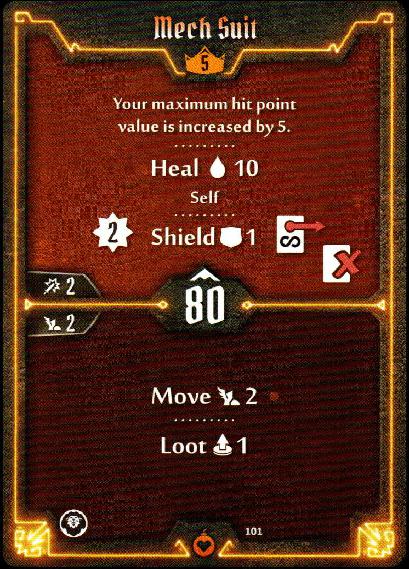 Mech Suit
5
Your maximum hit point
value is increased by 5.
Heal 10
Self
2 Shield 1
2
80
2
Move 2
Loot 1
101